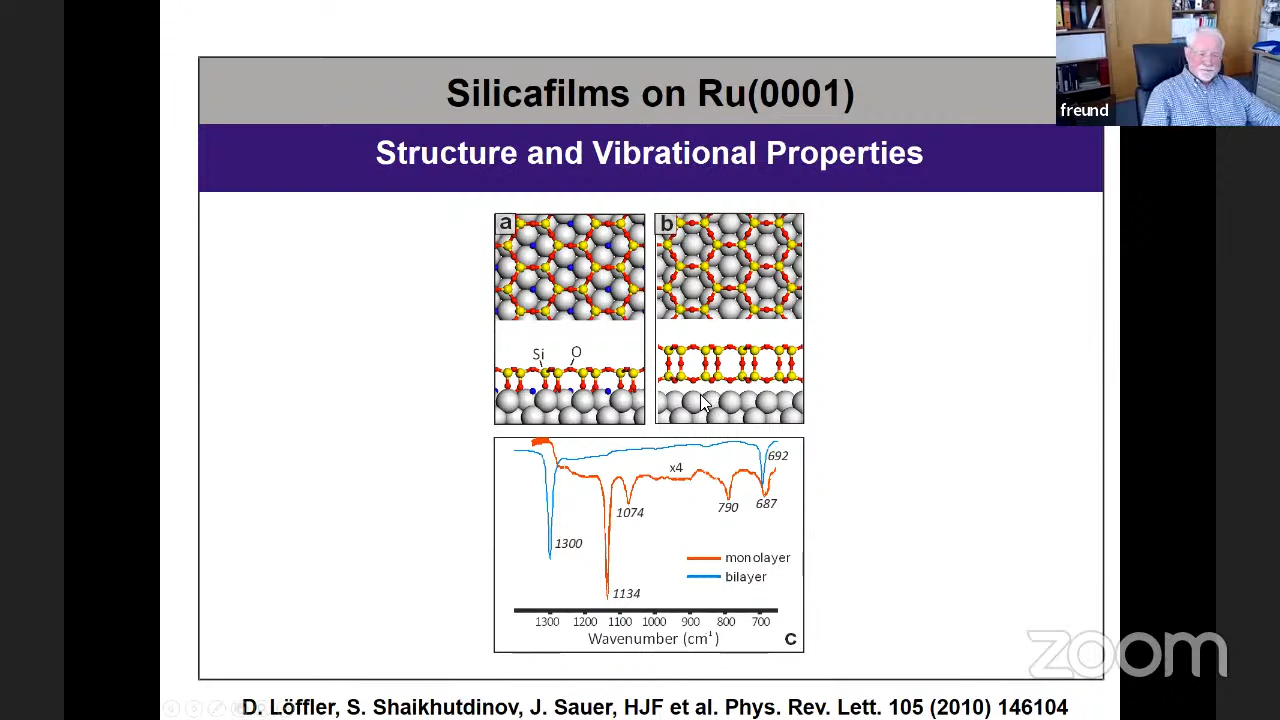 Silicafilms on Ru(0001)
freund
Structure and Vibrational Properties
a
b
Si
O
x4
692
1074
790
687
1300
monolayer
bilayer
1134
1300 1200 1100 1000 900 800 700
Wavenumber (cm¹)
C
zoom
D. Löffler, S. Shaikhutdinov, J. Sauer, HJF et al. Phys. Rev. Lett. 105 (2010) 146104